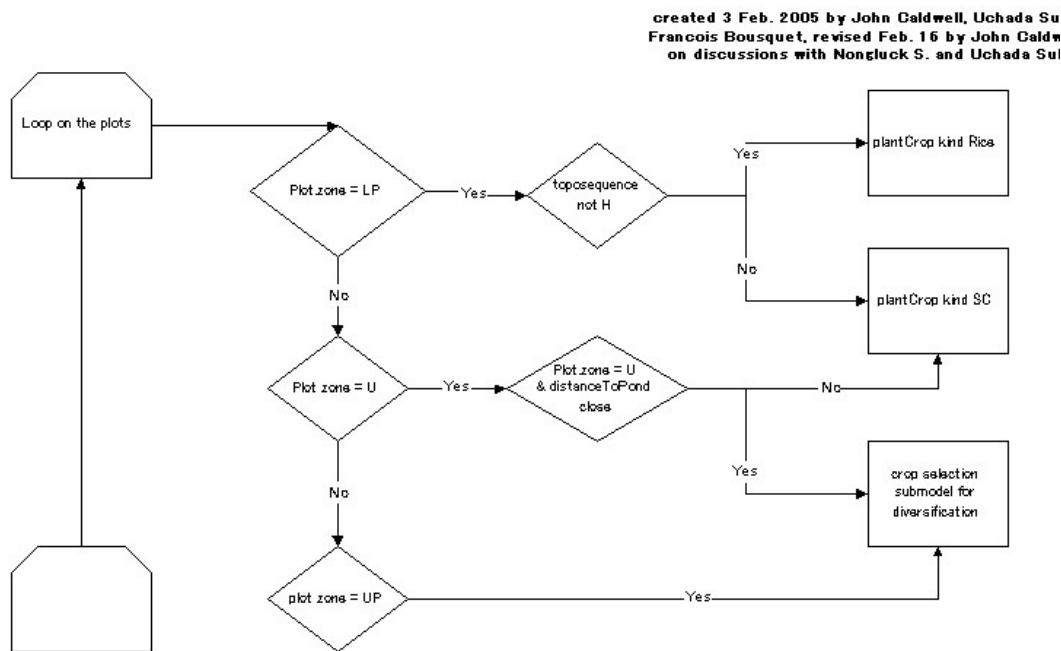 created 3 Feb. 2005 by John Caldwell, Uchada Su
Francois Bousquet, revised Feb. 16 by John Caldw
on discussions with Nongluck S. and Uchada Su
Loop on the plots
Plot.zone = LP
Yes
toposequence
not H
Yes
plantCrop kind Rice
No
plantCrop kind SC
No
Plot.zone = U
Yes
Plot.zone = U
& distanceToPond
close
No
Yes
crop selection
submodel for
diversification
No
plot.zone = UP
Yes